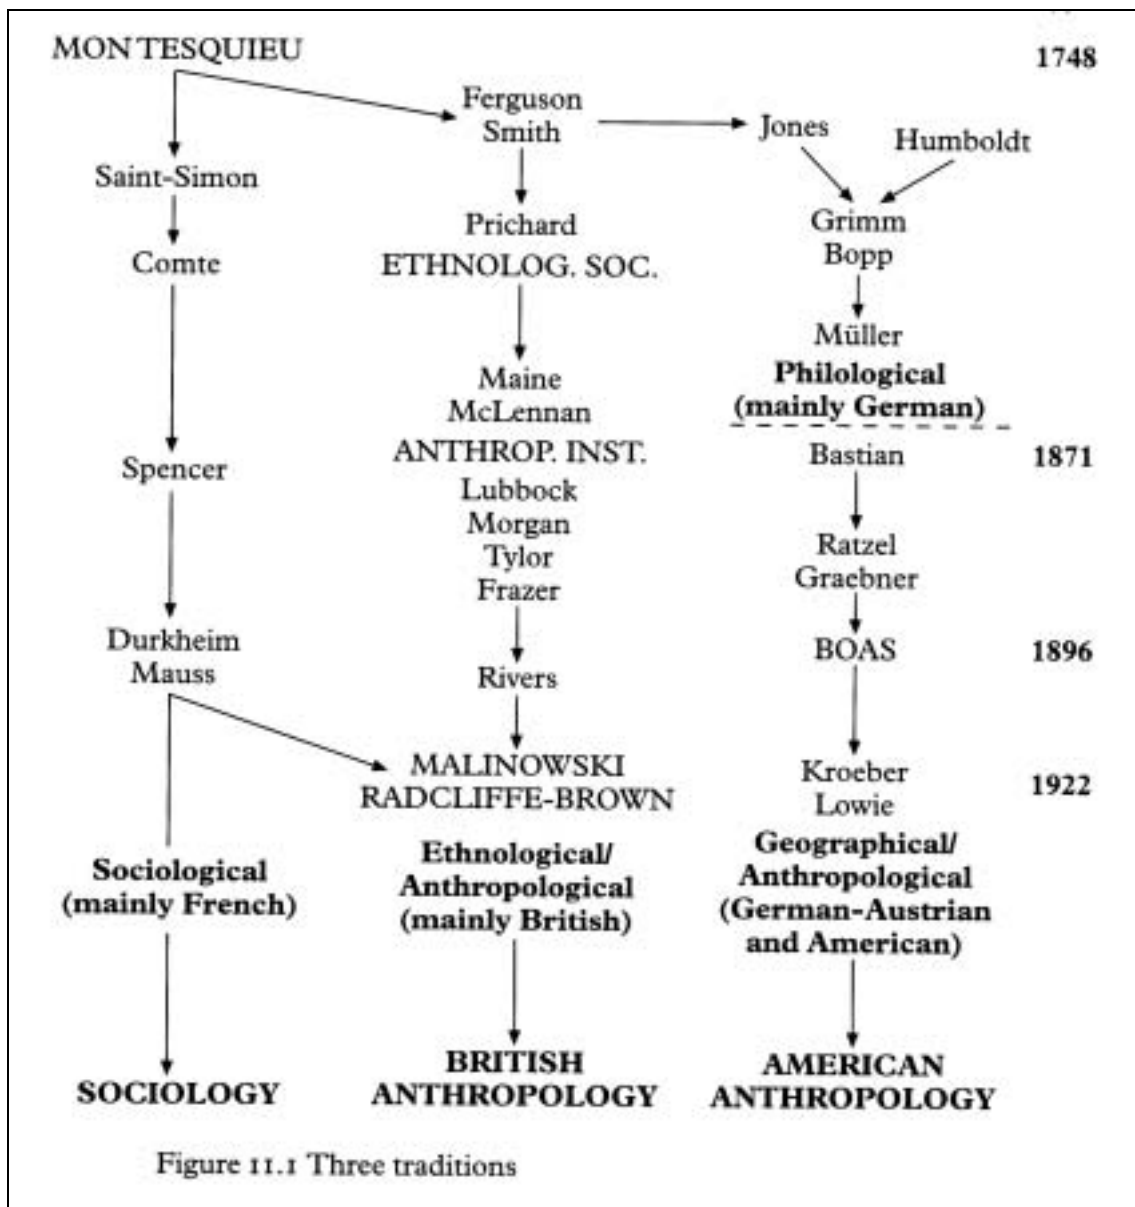 MONTESQUIEU
1748
Ferguson
Smith
Jones
Humboldt
Saint-Simon
Prichard
Grimm
Bopp
Comte
ETHNOLOG. SOC.
Müller
Maine
McLennan
Philological
(mainly German)
ANTHROP. INST.
Bastian
1871
Spencer
Lubbock
Morgan
Tylor
Frazer
Ratzel
Graebner
Durkheim
Mauss
Rivers
BOAS
1896
MALINOWSKI
RADCLIFFE-BROWN
Kroeber
Lowie
1922
Sociological
(mainly French)
Ethnological/
Anthropological
(mainly British)
Geographical/
Anthropological
(German-Austrian
and American)
SOCIOLOGY
BRITISH
ANTHROPOLOGY
AMERICAN
ANTHROPOLOGY
Figure 11.1 Three traditions